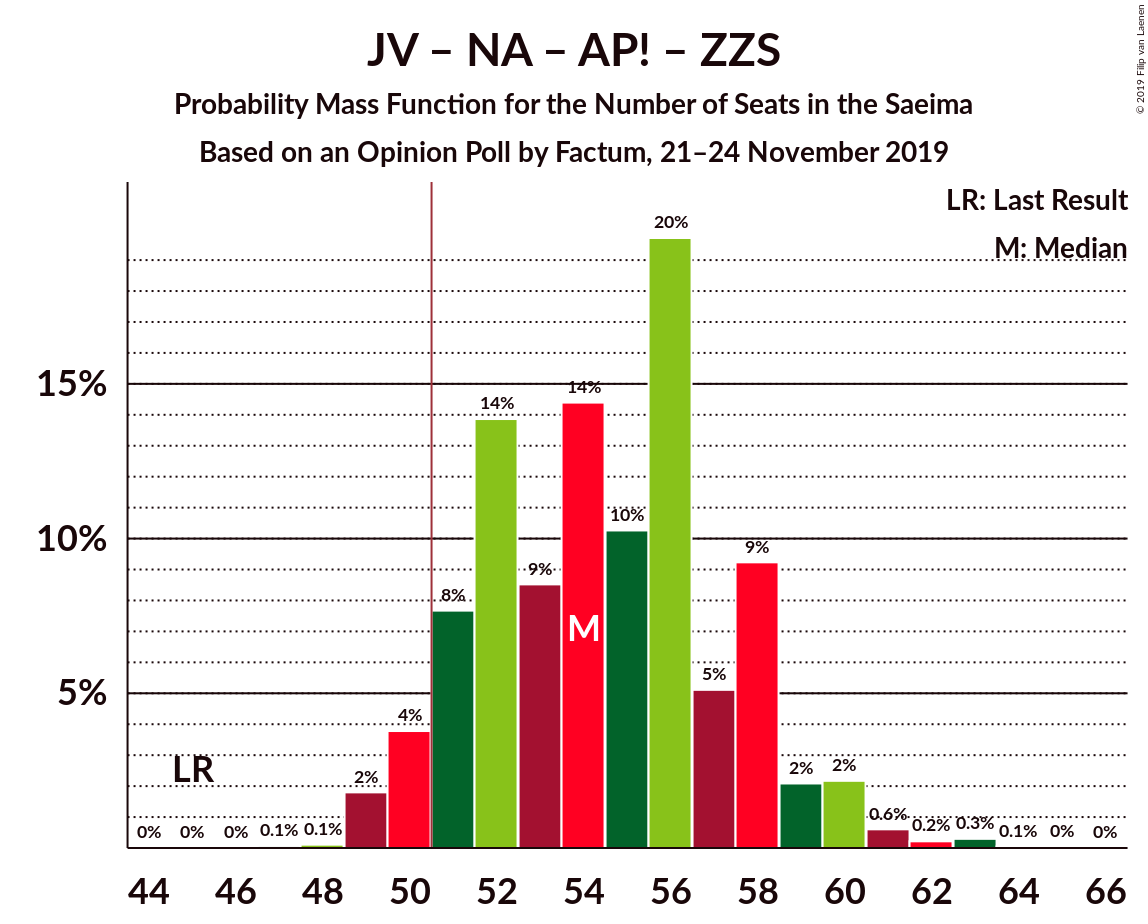 JV – NA – AP! – ZZS
Probability Mass Function for the Number of Seats in the Saeima
Based on an Opinion Poll by Factum, 21–24 November 2019
© 2019 Filip van Laenen
LR: Last Result
M: Median
20%
15%
14%
14%
10%
10%
9%
9%
8%
M
5%
5%
4%
LR
2%
2%
2%
0%
0%
0%
0.1%
0.1%
0.6%
0.2%
0.3%
0.1%
0%
0%
44 46 48 50 52 54 56 58 60 62 64 66